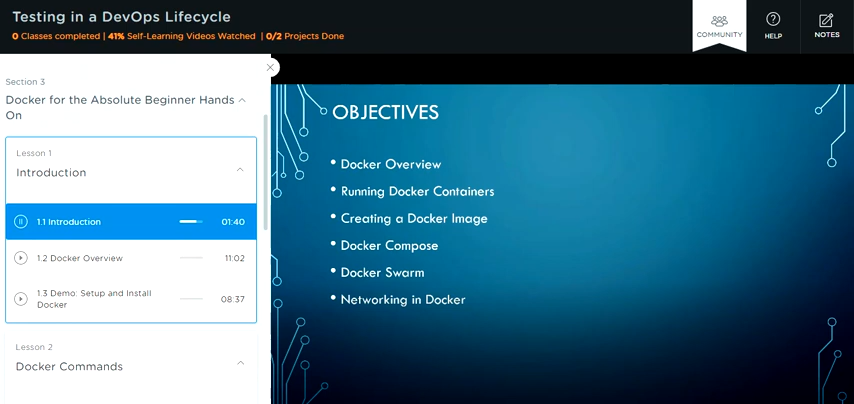 Testing in a DevOps Lifecycle
0 Classes completed | 41% Self-Learning Videos Watched | 0/2 Projects Done
COMMUNITY
HELP
NOTES
Section 3
Docker for the Absolute Beginner Hands
On
Lesson 1
Introduction
1.1 Introduction 01:40
1.2 Docker Overview 11:02
1.3 Demo: Setup and Install
Docker 08:37
Lesson 2
Docker Commands
OBJECTIVES
• Docker Overview
• Running Docker Containers
• Creating a Docker Image
• Docker Compose
• Docker Swarm
• Networking in Docker